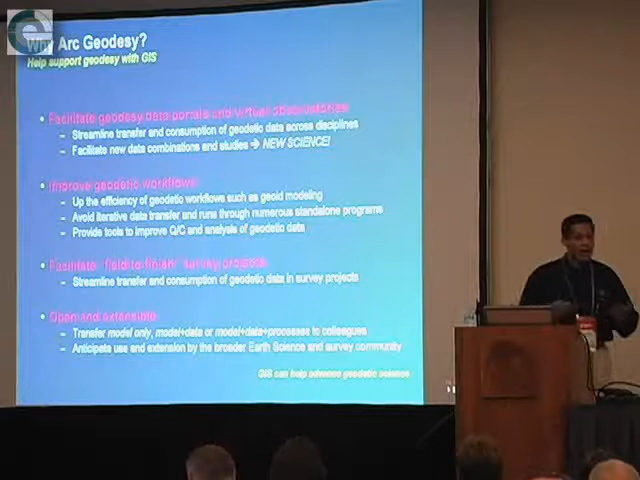 Why Arc Geodesy?
Help support geodesy with GIS
• Facilitate geodesy data portals and virtual observatories
– Streamline transfer and consumption of geodetic data across disciplines
– Facilitate new data combinations and studies → NEW SCIENCE!
• Improve geodetic workflows
– Up the efficiency of geodetic workflows such as geoid modeling
– Avoid iterative data transfer and runs through numerous standalone programs
– Provide tools to improve Q/C and analysis of geodetic data
• Facilitate "field-to-finish" survey projects
– Streamline transfer and consumption of geodetic data in survey projects
• Open and extensible
– Transfer model only, model+data or model+data+processes to colleagues
– Anticipate use and extension by the broader Earth Science and survey community
GIS can help advance geodetic science